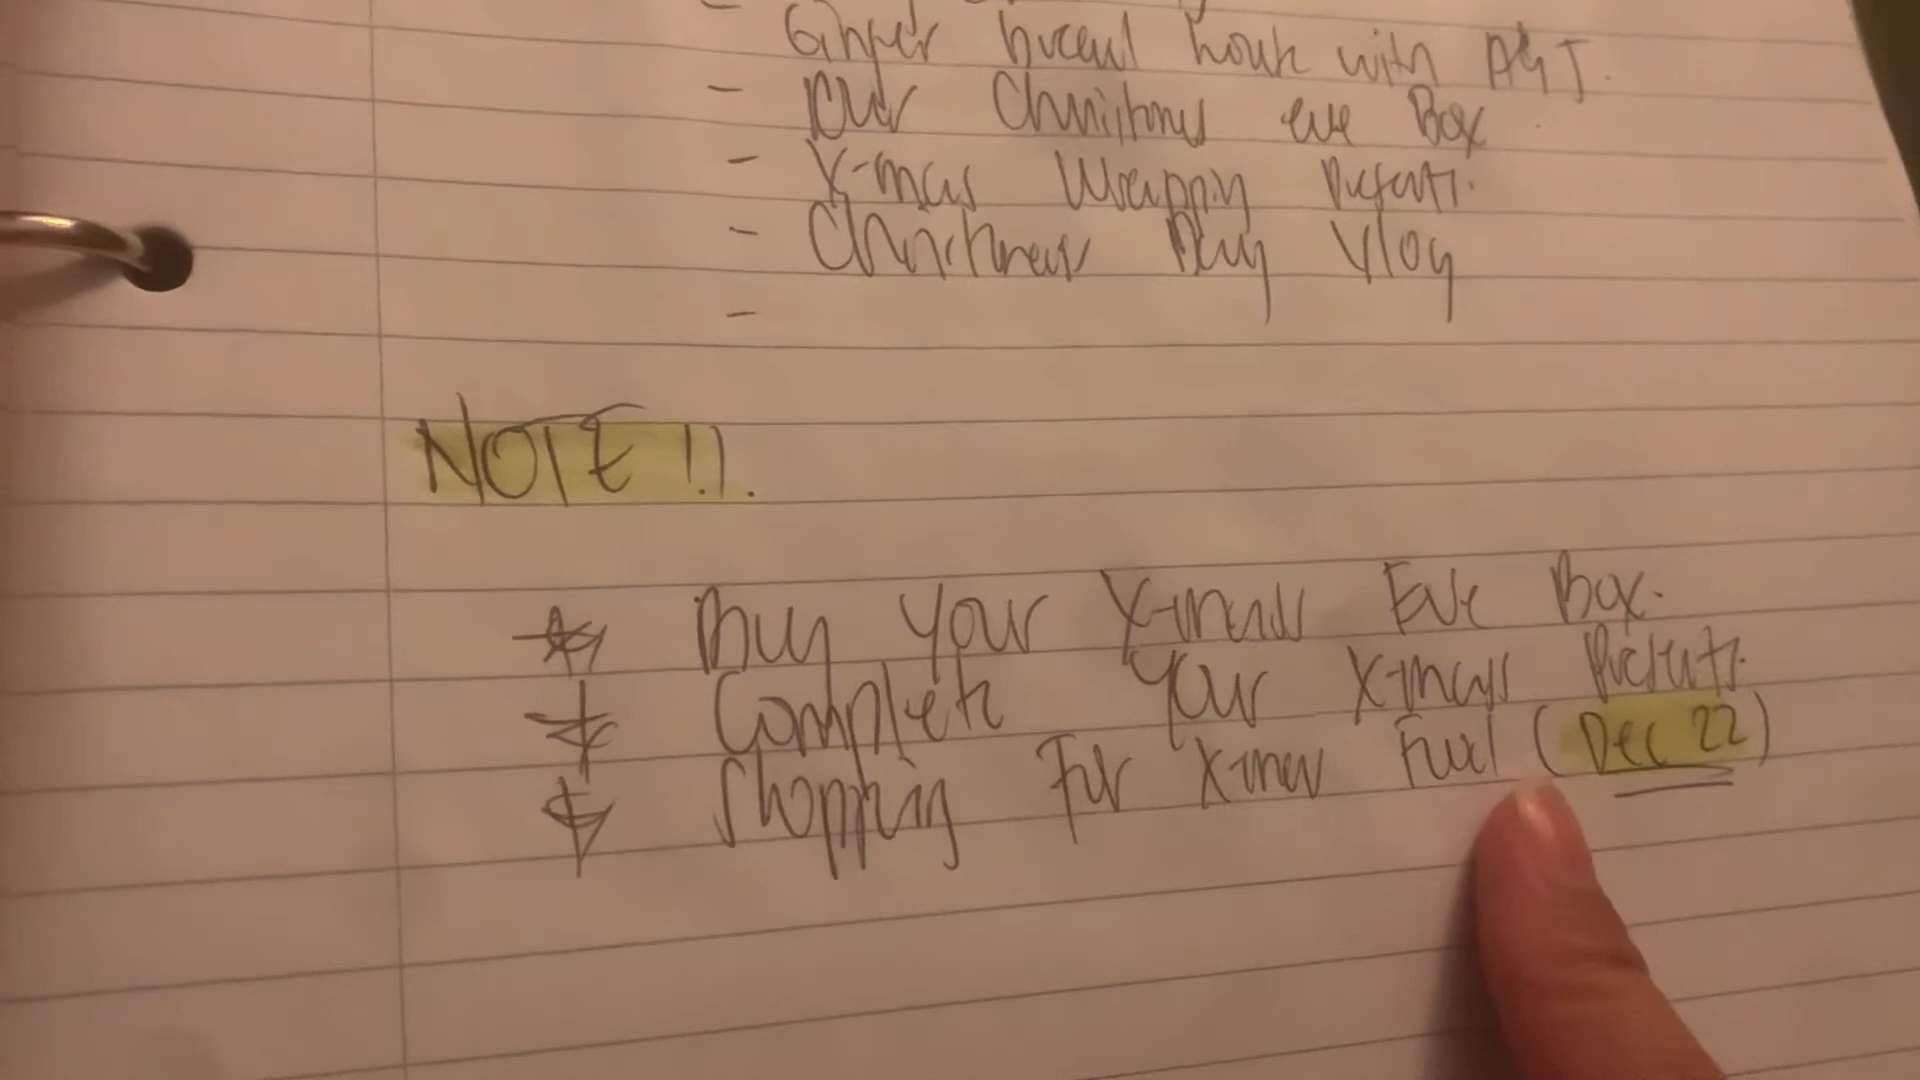 - Ginger bread house with A&J.
- Our Christmas eve Box
- X-mas Wrapping Presents.
- Christmas Day Vlog
-
NOTE!!.
Buy Your X-mas Eve Box.
Complete Your X-mas Presents.
Shopping For X-mas Food (Dec 22)